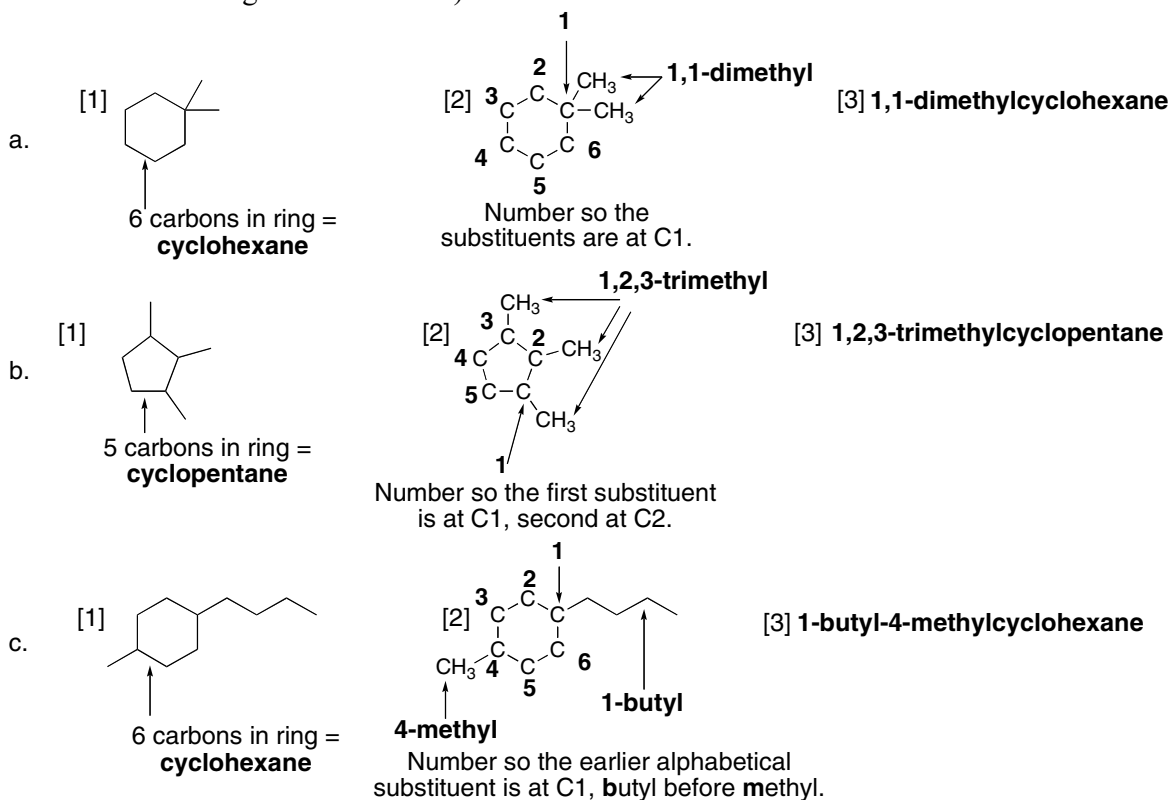 1
a.
[1]
6 carbons in ring =
cyclohexane
[2]
2
3
4
5
6
C
C
C
C
C
C
CH3
CH3
1,1-dimethyl
Number so the
substituents are at C1.
[3] 1,1-dimethylcyclohexane
b.
[1]
5 carbons in ring =
cyclopentane
[2]
1,2,3-trimethyl
CH3
3
2
4
5
C
C
C
C
C
CH3
CH3
1
Number so the first substituent
is at C1, second at C2.
[3] 1,2,3-trimethylcyclopentane
c.
[1]
6 carbons in ring =
cyclohexane
[2]
1
2
3
4
5
6
C
C
C
C
C
C
CH3
1-butyl
4-methyl
Number so the earlier alphabetical
substituent is at C1, butyl before methyl.
[3] 1-butyl-4-methylcyclohexane